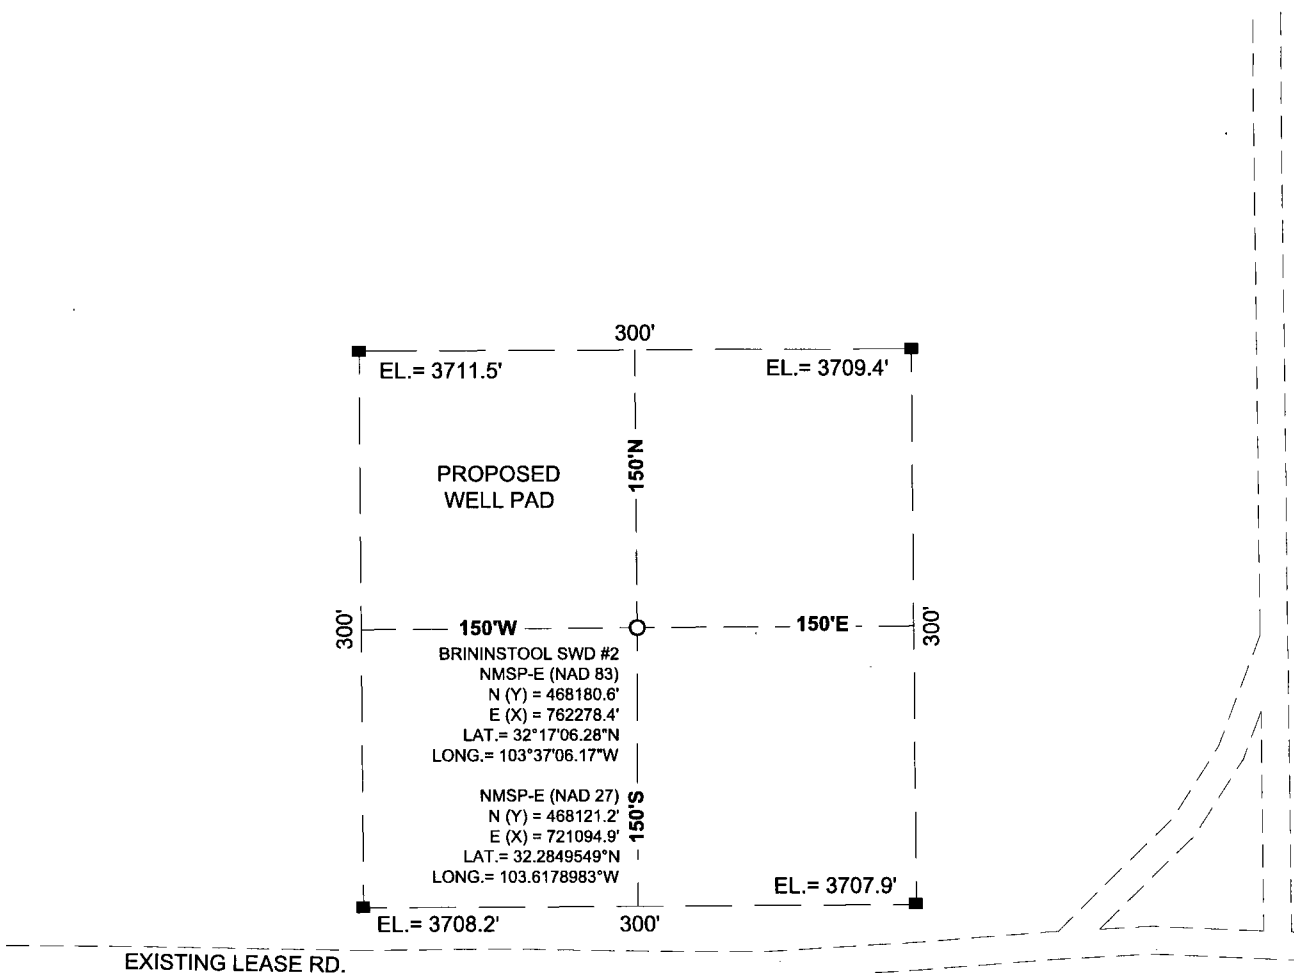 300'
EL.= 3711.5'
EL.= 3709.4'
150'N
PROPOSED
WELL PAD
300'
150'W
150'E
300'
BRININSTOOL SWD #2
NMSP-E (NAD 83)
N (Y) = 468180.6'
E (X) = 762278.4'
LAT.= 32°17'06.28"N
LONG.= 103°37'06.17"W
NMSP-E (NAD 27)
N (Y) = 468121.2'
E (X) = 721094.9'
LAT.= 32.2849549°N
LONG.= 103.6178983°W
150'S
EL.= 3707.9'
EL.= 3708.2'
300'
EXISTING LEASE RD.